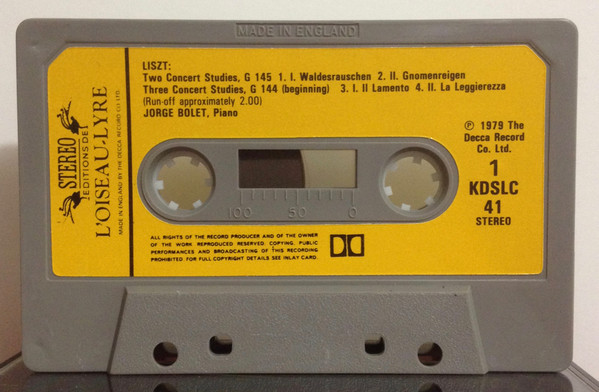 MADE IN ENGLAND
LISZT:
Two Concert Studies, G 145 1. I. Waldesrauschen 2. II. Gnomenreigen
Three Concert Studies, G 144 (beginning) 3. I. Il Lamento 4. II. La Leggierezza
(Run-off approximately 2.00)
JORGE BOLET, Piano
STEREO
EDITIONS DE
L'OISEAU-LYRE
MADE IN ENGLAND BY THE DECCA RECORD CO LTD.
℗ 1979 The
Decca Record
Co. Ltd.
1
KDSLC
41
STEREO
100 50 0
ALL RIGHTS OF THE RECORD PRODUCER AND OF THE OWNER
OF THE WORK REPRODUCED RESERVED. COPYING, PUBLIC
PERFORMANCES AND BROADCASTING OF THIS RECORDING
PROHIBITED. FOR FULL COPYRIGHT DETAILS SEE INLAY CARD.